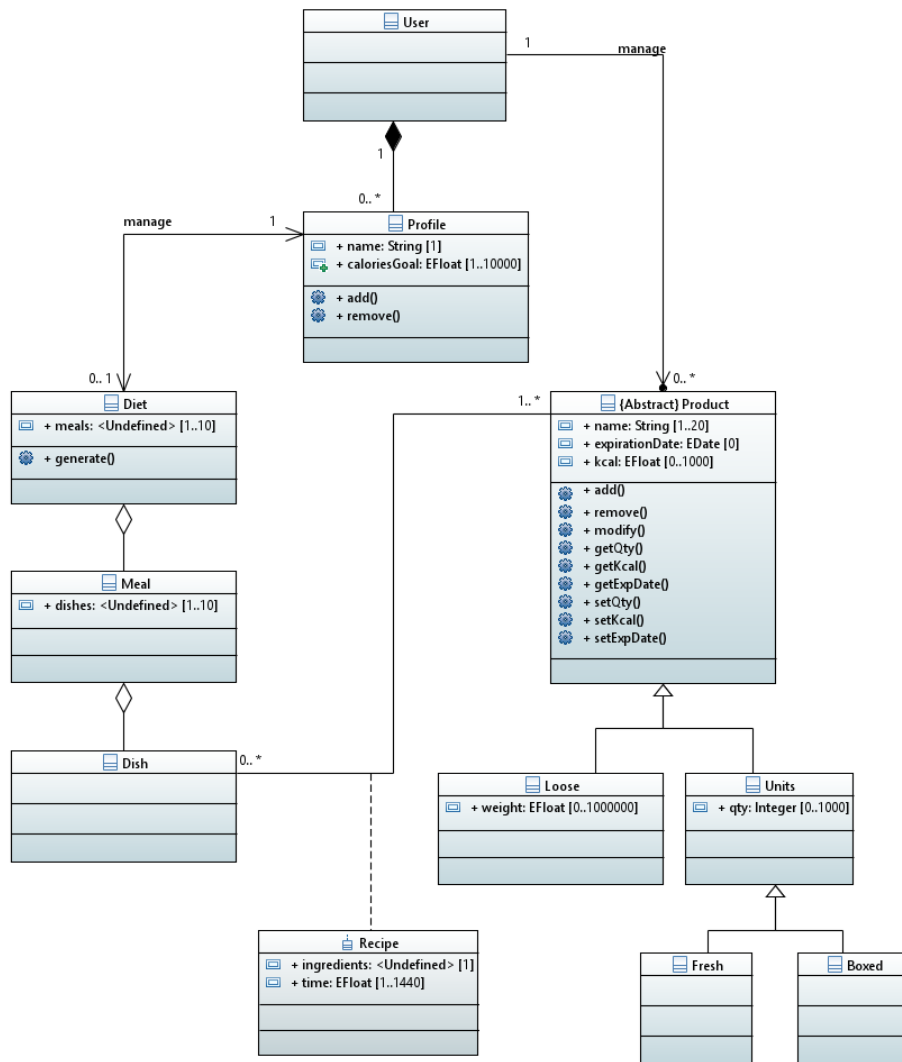 User
1
manage
1
0.. *
manage
1
Profile
+ name: String [1]
+ caloriesGoal: EFloat [1..10000]
+ add()
+ remove()
0.. 1
0.. *
Diet
+ meals: <Undefined> [1..10]
+ generate()
1.. *
{Abstract} Product
+ name: String [1..20]
+ expirationDate: EDate [0]
+ kcal: EFloat [0..1000]
+ add()
+ remove()
+ modify()
+ getQty()
+ getKcal()
+ getExpDate()
+ setQty()
+ setKcal()
+ setExpDate()
Meal
+ dishes: <Undefined> [1..10]
Dish
0.. *
Loose
+ weight: EFloat [0..1000000]
Units
+ qty: Integer [0..1000]
Recipe
+ ingredients: <Undefined> [1]
+ time: EFloat [1..1440]
Fresh
Boxed